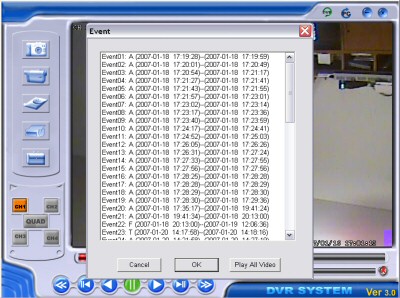 Event
Event01: A (2007-01-18 17:19:28)--(2007-01-18 17:19:59)
Event02: A (2007-01-18 17:20:01)--(2007-01-18 17:20:49)
Event03: A (2007-01-18 17:20:54)--(2007-01-18 17:21:17)
Event04: A (2007-01-18 17:21:27)--(2007-01-18 17:21:41)
Event05: A (2007-01-18 17:21:43)--(2007-01-18 17:21:55)
Event06: A (2007-01-18 17:21:57)--(2007-01-18 17:23:01)
Event07: A (2007-01-18 17:23:02)--(2007-01-18 17:23:14)
Event08: A (2007-01-18 17:23:17)--(2007-01-18 17:23:36)
Event09: A (2007-01-18 17:23:40)--(2007-01-18 17:23:59)
Event10: A (2007-01-18 17:24:17)--(2007-01-18 17:24:41)
Event11: A (2007-01-18 17:24:52)--(2007-01-18 17:25:03)
Event12: A (2007-01-18 17:26:05)--(2007-01-18 17:26:26)
Event13: A (2007-01-18 17:26:31)--(2007-01-18 17:27:24)
Event14: A (2007-01-18 17:27:33)--(2007-01-18 17:27:55)
Event15: A (2007-01-18 17:27:56)--(2007-01-18 17:28:56)
Event16: T (2007-01-18 17:28:25)--(2007-01-18 17:28:28)
Event17: A (2007-01-18 17:28:28)--(2007-01-18 17:28:29)
Event18: A (2007-01-18 17:28:29)--(2007-01-18 17:28:30)
Event19: A (2007-01-18 17:28:30)--(2007-01-18 17:29:36)
Event20: A (2007-01-18 17:35:17)--(2007-01-18 19:41:24)
Event21: A (2007-01-18 19:41:34)--(2007-01-18 20:13:00)
Event22: F (2007-01-18 20:13:00)--(2007-01-19 12:06:36)
Event23: T (2007-01-20 14:17:58)--(2007-01-20 14:18:16)
CH1
CH2
QUAD
CH3
CH4
Cancel
OK
Play All Video
DVR SYSTEM
Ver 3.0